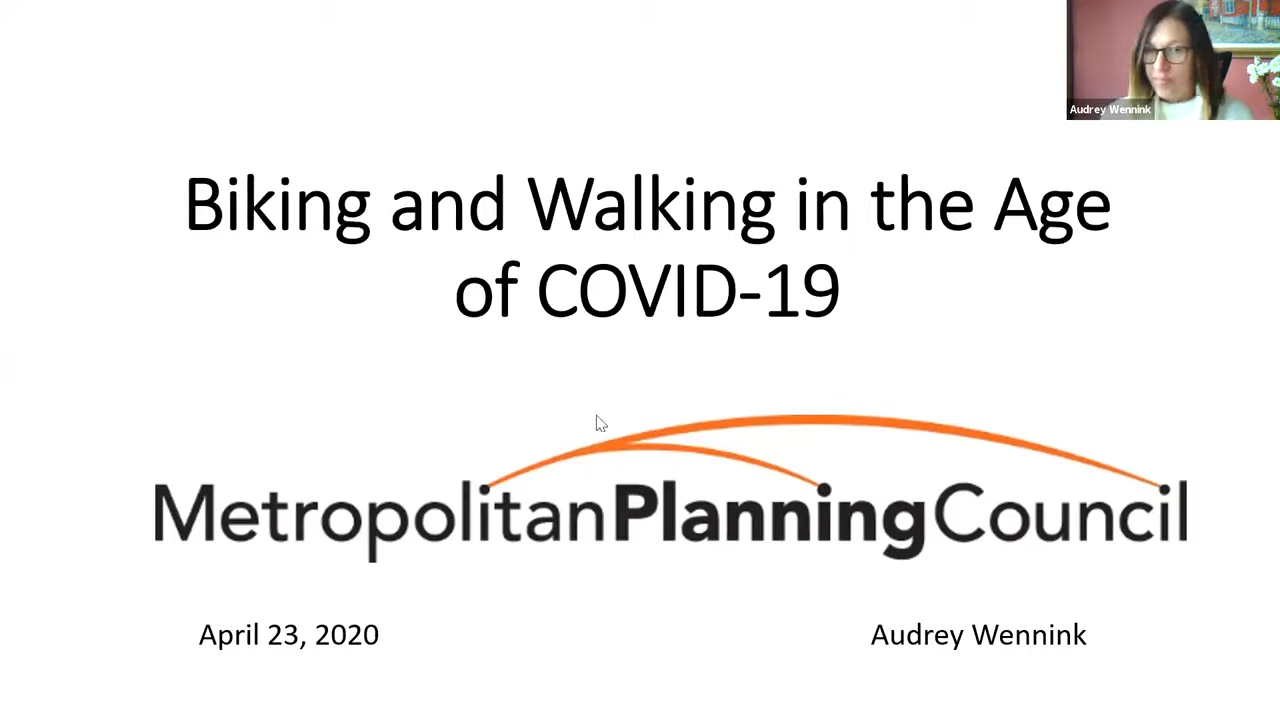 Audrey Wennink
Biking and Walking in the Age
of COVID-19
MetropolitanPlanningCouncil
April 23, 2020
Audrey Wennink